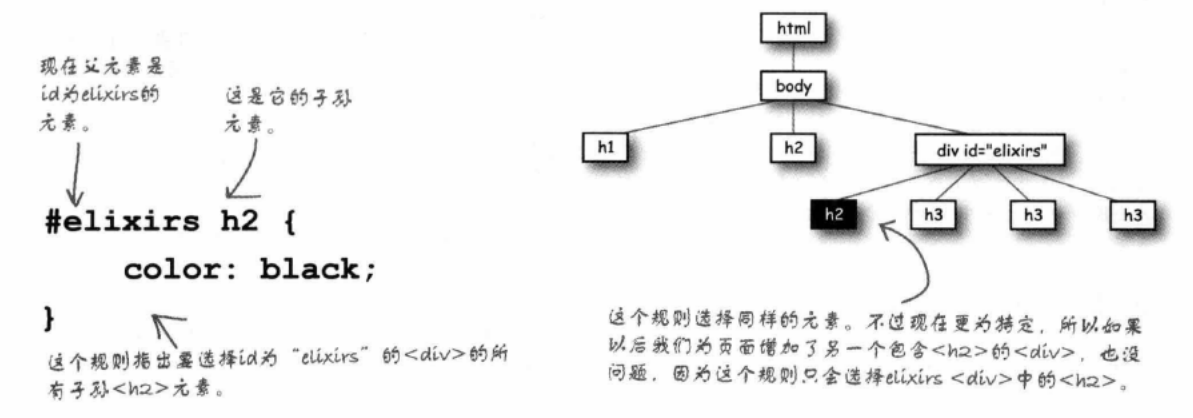 现在父元素是
id为elixirs的
元素。
这是它的子孙
元素。
#elixirs h2 {
color: black;
}
这个规则指出要选择id为“elixirs”的<div>的所
有子孙<h2>元素。
html
body
h1
h2
div id="elixirs"
h2
h3
h3
h3
这个规则选择同样的元素。不过现在更为特定，所以如果
以后我们为页面增加了另一个包含<h2>的<div>，也没
问题，因为这个规则只会选择elixirs <div>中的<h2>。